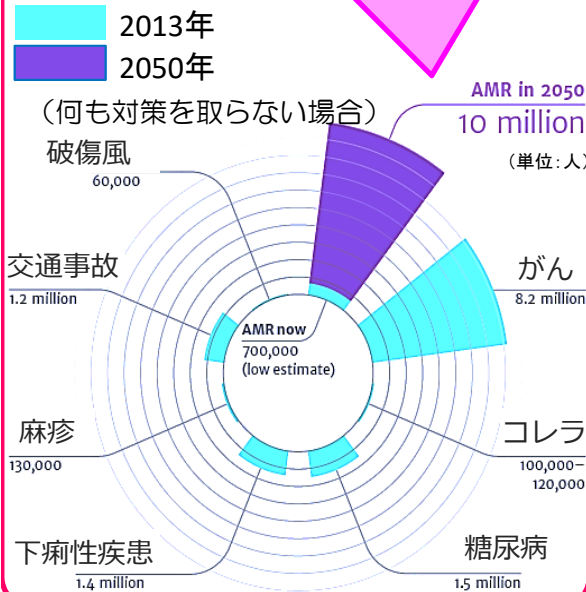 2013年
2050年
（何も対策を取らない場合）
AMR in 2050
10 million
（単位：人）
破傷風
60,000
交通事故
1.2 million
がん
8.2 million
AMR now
700,000
(low estimate)
麻疹
130,000
コレラ
100,000–
120,000
下痢性疾患
1.4 million
糖尿病
1.5 million